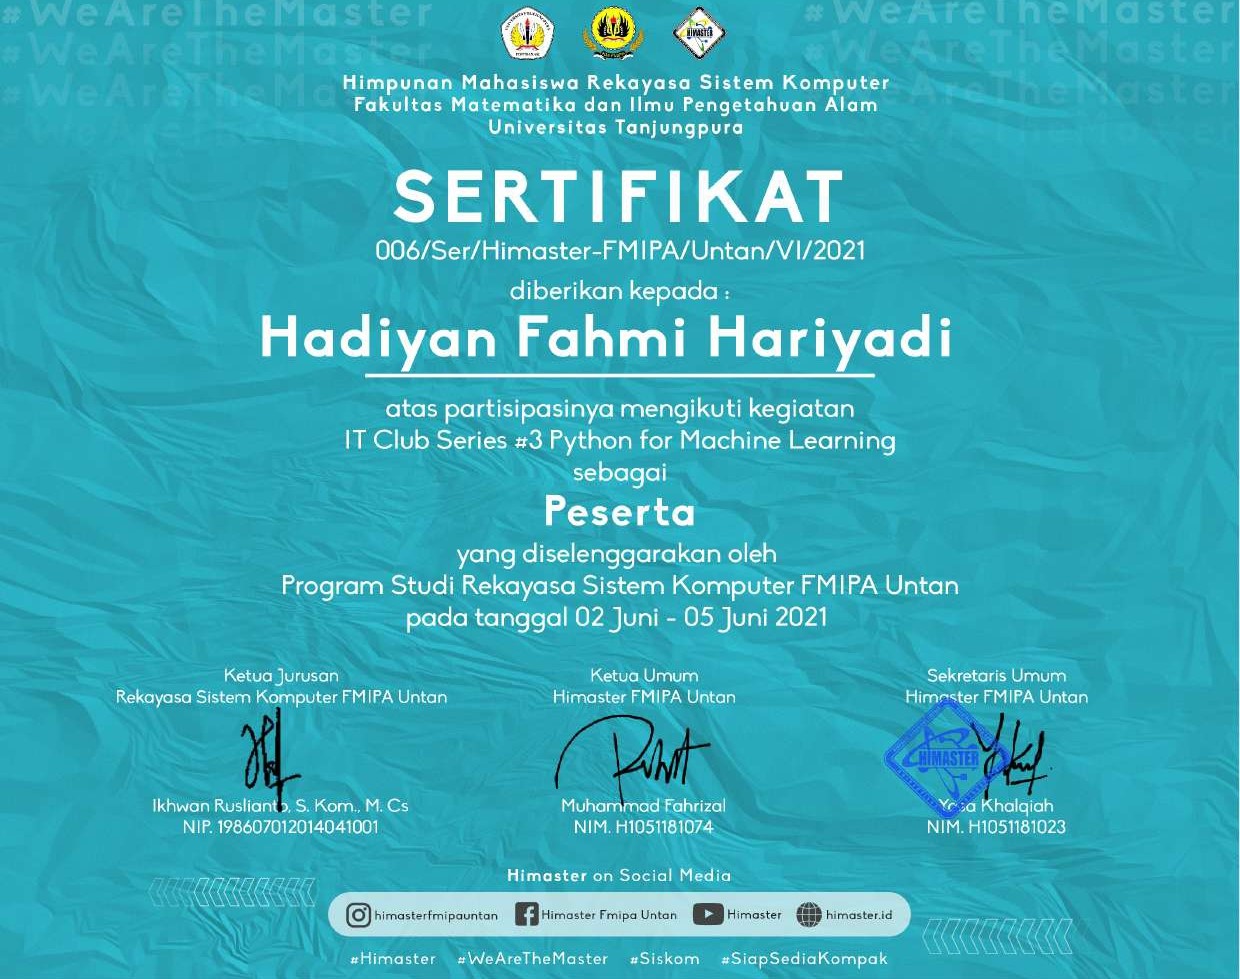 #WeAreTheMaster #WeAreTheMaster
#WeAreTheMaster #WeAreTheMaster
#WeAreTheMaster #WeAreTheMaster
HIMASTER
Himpunan Mahasiswa Rekayasa Sistem Komputer
Fakultas Matematika dan Ilmu Pengetahuan Alam
Universitas Tanjungpura
SERTIFIKAT
006/Ser/Himaster-FMIPA/Untan/VI/2021
diberikan kepada :
Hadiyan Fahmi Hariyadi
atas partisipasinya mengikuti kegiatan
IT Club Series #3 Python for Machine Learning
sebagai
Peserta
yang diselenggarakan oleh
Program Studi Rekayasa Sistem Komputer FMIPA Untan
pada tanggal 02 Juni - 05 Juni 2021
Ketua Jurusan
Rekayasa Sistem Komputer FMIPA Untan
Ikhwan Ruslianto, S. Kom., M. Cs
NIP. 198607012014041001
Ketua Umum
Himaster FMIPA Untan
Muhammad Fahrizal
NIM. H1051181074
Sekretaris Umum
Himaster FMIPA Untan
HIMASTER
Yosa Khalqiah
NIM. H1051181023
Himaster on Social Media
himasterfmipauntan Himaster Fmipa Untan Himaster himaster.id
#Himaster #WeAreTheMaster #Siskom #SiapSediaKompak